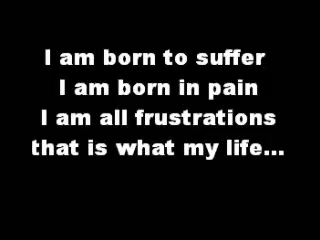 I am born to suffer
I am born in pain
I am all frustrations
that is what my life...